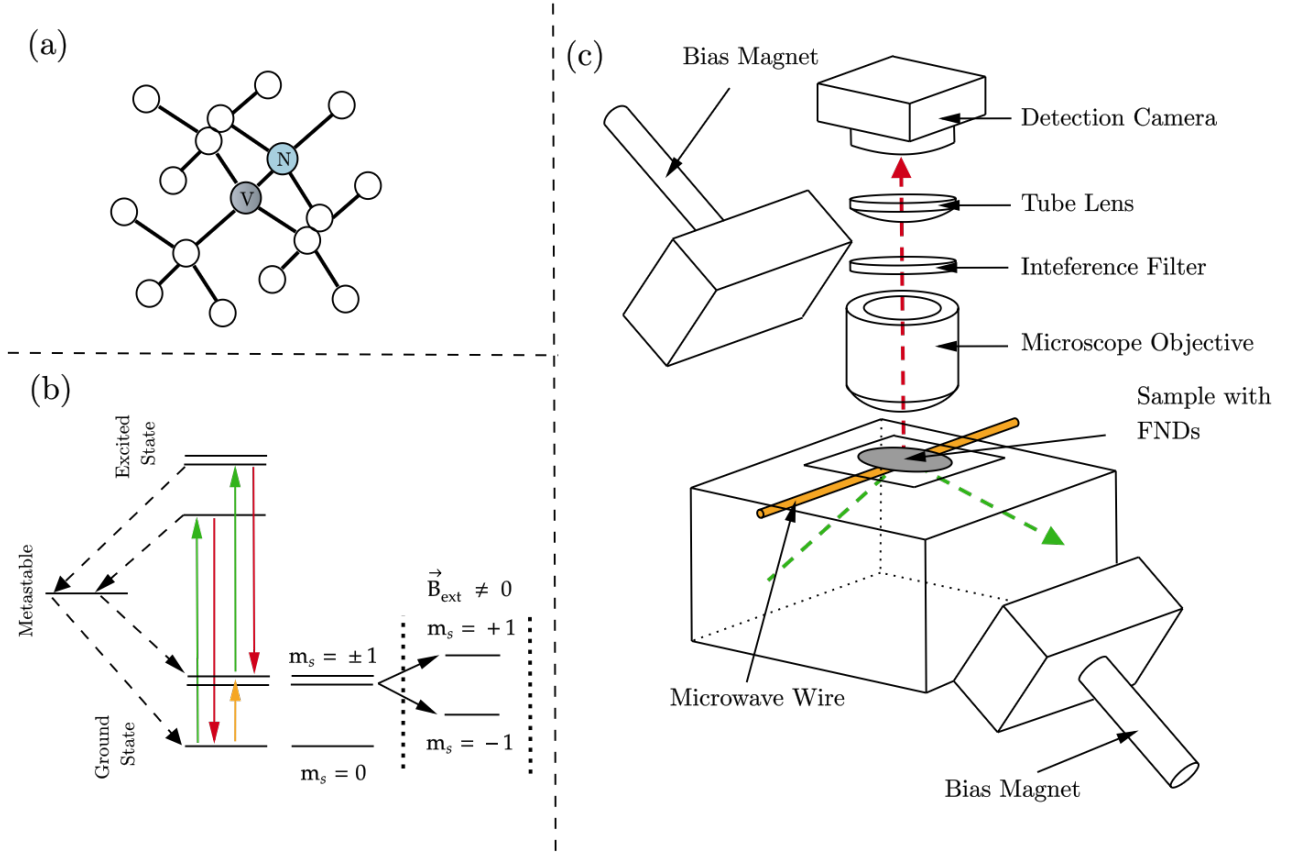 (a)
N
V
(b)
Excited
State
Metastable
Ground
State
m_s = ±1
m_s = 0
B⃗_ext ≠ 0
m_s = +1
m_s = −1
(c)
Bias Magnet
Detection Camera
Tube Lens
Inteference Filter
Microscope Objective
Sample with
FNDs
Microwave Wire
Bias Magnet